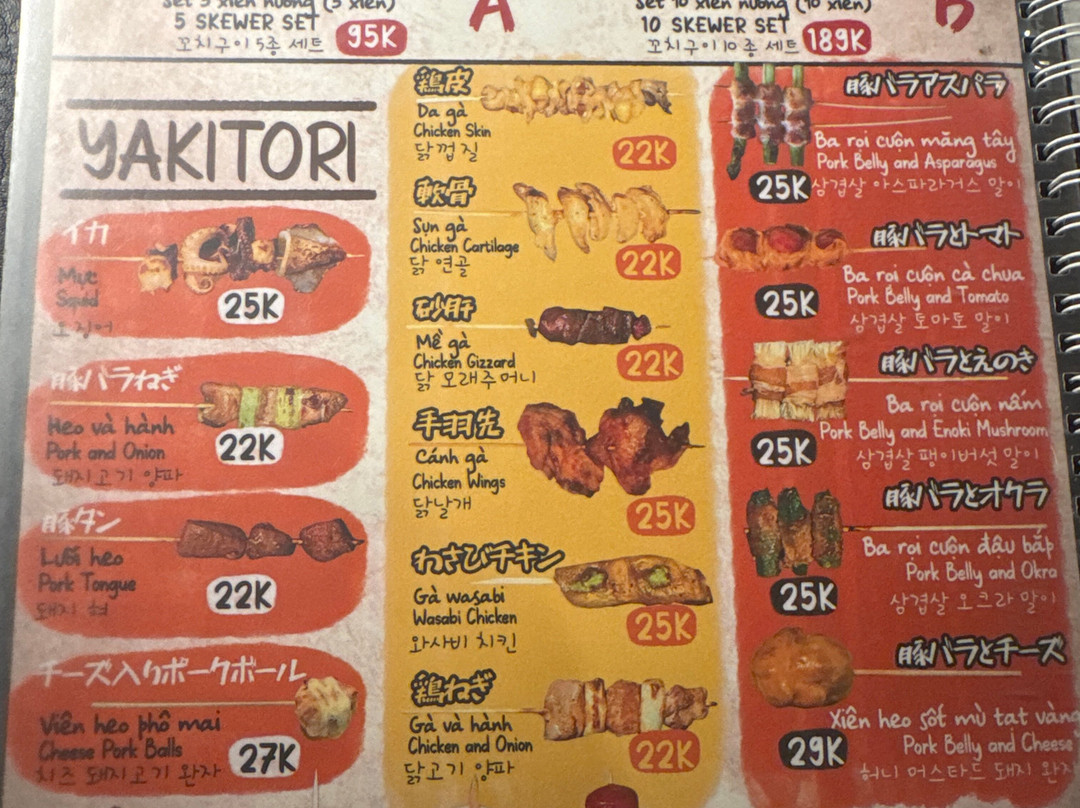 Set 5 xiên nướng (5 xiên)
5 SKEWER SET
꼬치구이 5종 세트
95K
A
Set 10 xiên nướng (10 xiên)
10 SKEWER SET
꼬치구이 10 종 세트
189K
B
YAKITORI
イカ
Mực
Squid
오징어
25K
豚バラねぎ
Heo và hành
Pork and Onion
돼지고기 양파
22K
豚タン
Lưỡi heo
Pork Tongue
돼지 혀
22K
チーズ入りポークボール
Viên heo phô mai
Cheese Pork Balls
치즈 돼지고기 완자
27K
鶏皮
Da gà
Chicken Skin
닭껍질
22K
軟骨
Sụn gà
Chicken Cartilage
닭 연골
22K
砂肝
Mề gà
Chicken Gizzard
닭 모래주머니
22K
手羽先
Cánh gà
Chicken Wings
닭날개
25K
わさびチキン
Gà wasabi
Wasabi Chicken
와사비 치킨
25K
鶏ねぎ
Gà và hành
Chicken and Onion
닭고기 양파
22K
豚バラアスパラ
Ba rọi cuộn măng tây
Pork Belly and Asparagus
삼겹살 아스파라거스 말이
25K
豚バラとトマト
Ba rọi cuộn cà chua
Pork Belly and Tomato
삼겹살 토마토 말이
25K
豚バラとえのき
Ba rọi cuộn nấm
Pork Belly and Enoki Mushroom
삼겹살 팽이버섯 말이
25K
豚バラとオクラ
Ba rọi cuộn đậu bắp
Pork Belly and Okra
삼겹살 오크라 말이
25K
豚バラとチーズ
Xiên heo sốt mù tạt vàng
Pork Belly and Cheese
허니 머스타드 돼지 완자
29K